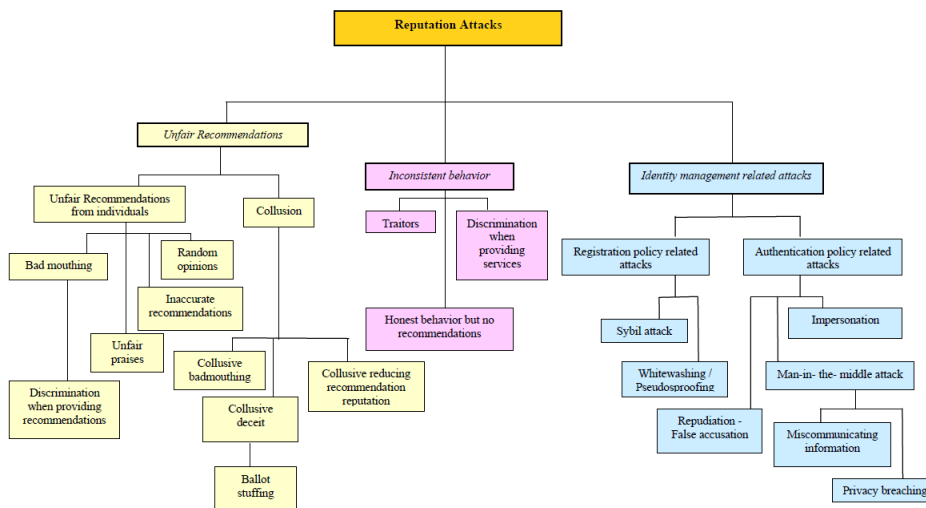 Reputation Attacks
Unfair Recommendations
Inconsistent behavior
Identity management related attacks
Unfair Recommendations
from individuals
Collusion
Traitors
Discrimination
when
providing
services
Registration policy related
attacks
Authentication policy related
attacks
Bad mouthing
Random
opinions
Inaccurate
recommendations
Unfair
praises
Discrimination
when providing
recommendations
Collusive
badmouthing
Collusive
deceit
Ballot
stuffing
Collusive reducing
recommendation
reputation
Honest behavior but no
recommendations
Sybil attack
Whitewashing /
Pseudosproofing
Impersonation
Man-in- the- middle attack
Repudiation -
False accusation
Miscommunicating
information
Privacy breaching